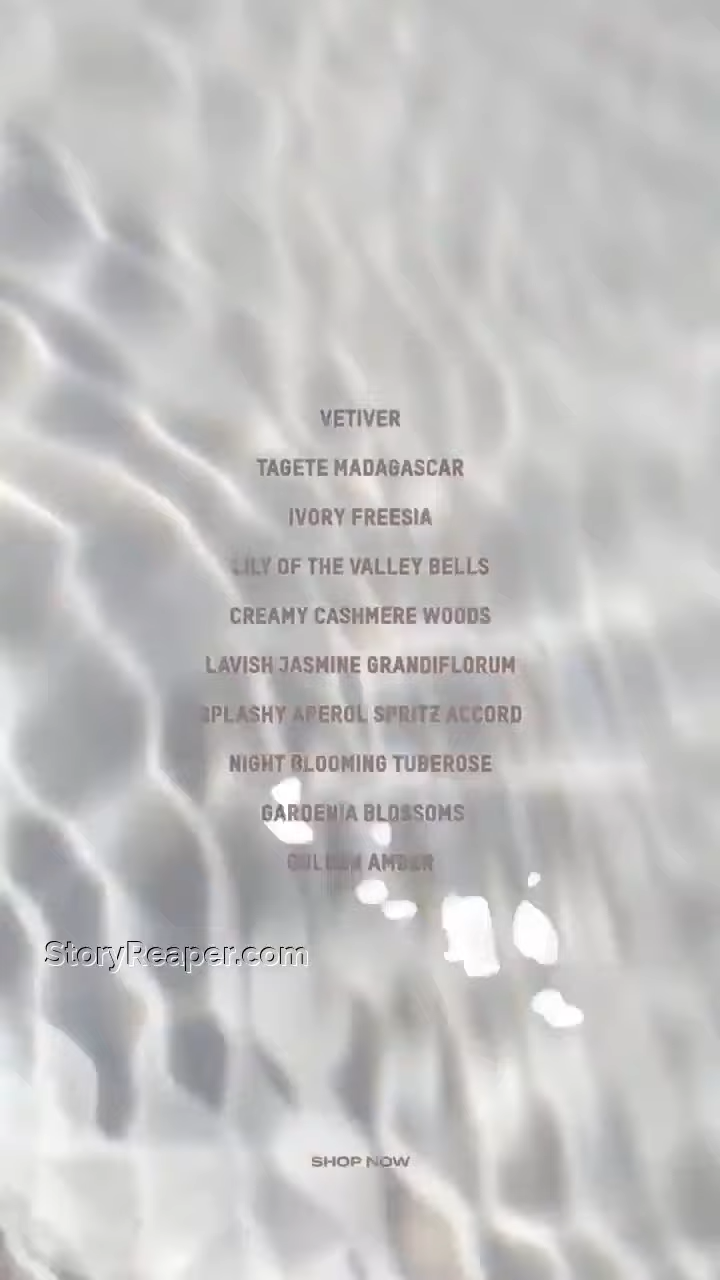 VETIVER
TAGETE MADAGASCAR
IVORY FREESIA
LILY OF THE VALLEY BELLS
CREAMY CASHMERE WOODS
LAVISH JASMINE GRANDIFLORUM
SPLASHY APEROL SPRITZ ACCORD
NIGHT BLOOMING TUBEROSE
GARDENIA BLOSSOMS
GOLDEN AMBER
StoryReaper.com
SHOP NOW